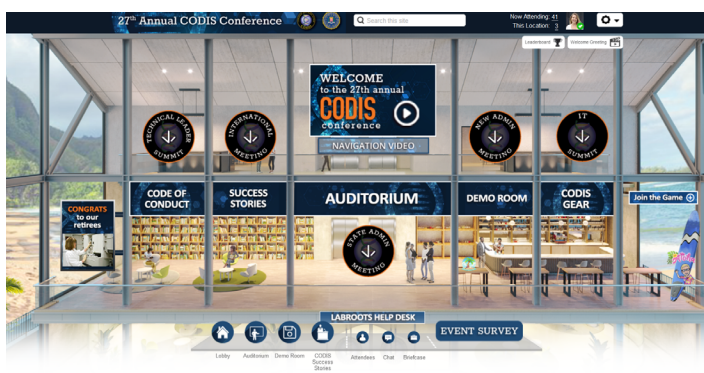 27th Annual CODIS Conference
Search this site
Now Attending: 41
This Location: 3
Leaderboard
Welcome Greeting
WELCOME
to the 27th annual
CODIS
conference
NAVIGATION VIDEO
TECHNICAL LEADER
SUMMIT
INTERNATIONAL
MEETING
NEW ADMIN
MEETING
IT
SUMMIT
CONGRATS
to our
retirees
CODE OF
CONDUCT
SUCCESS
STORIES
AUDITORIUM
DEMO ROOM
CODIS
GEAR
Join the Game
STATE ADMIN
MEETING
LABROOTS HELP DESK
EVENT SURVEY
Lobby
Auditorium
Demo Room
CODIS
Success
Stories
Attendees
Chat
Briefcase